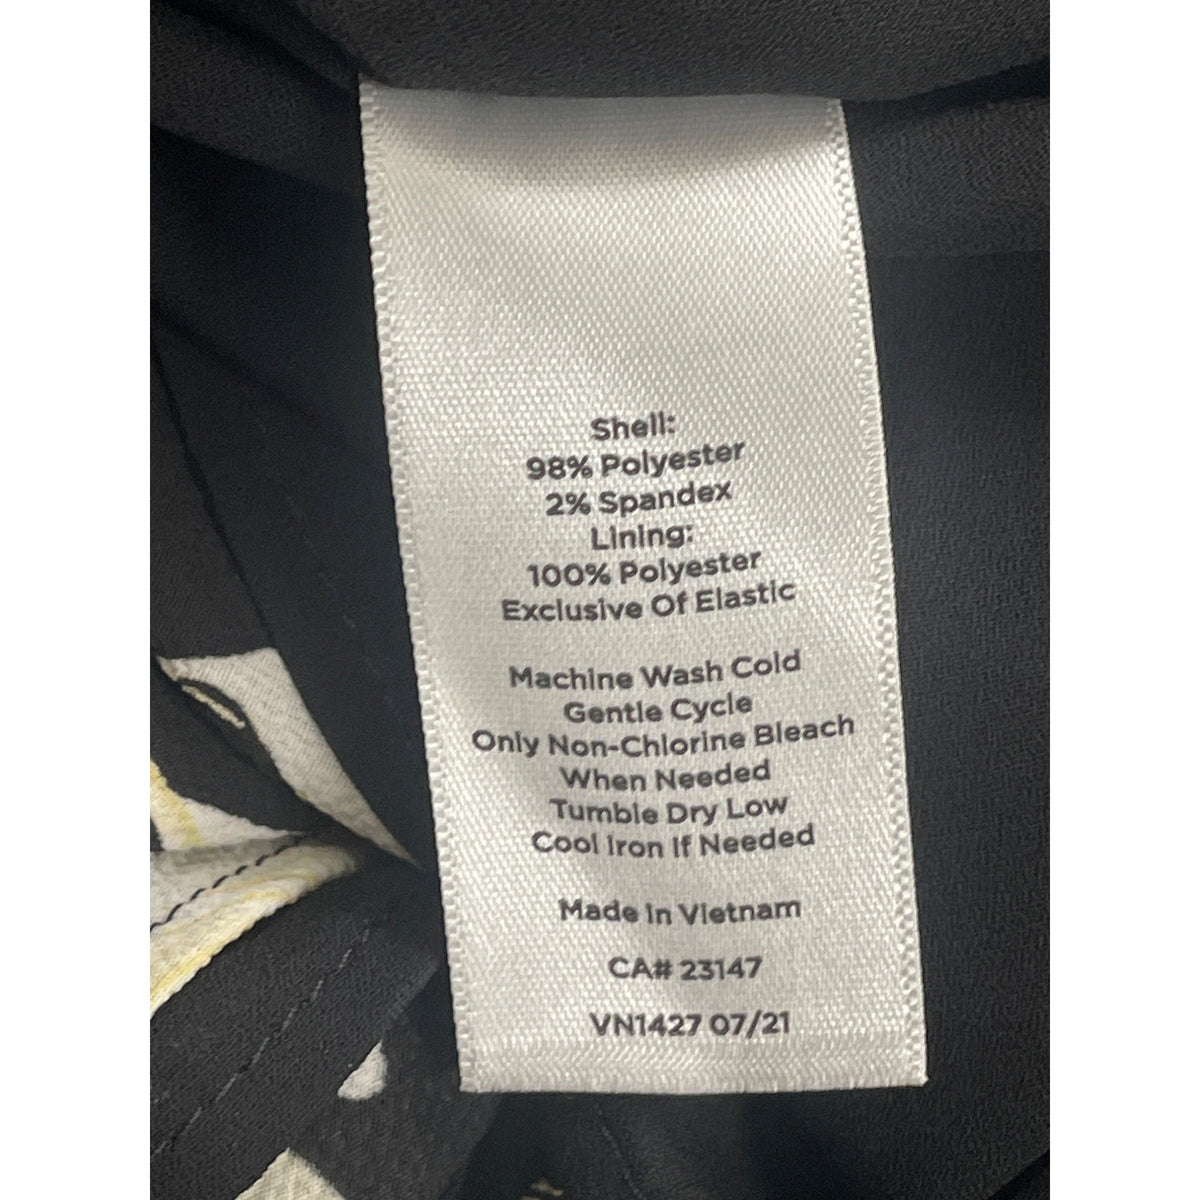 Shell:
98% Polyester
2% Spandex
Lining:
100% Polyester
Exclusive Of Elastic
Machine Wash Cold
Gentle Cycle
Only Non-Chlorine Bleach
When Needed
Tumble Dry Low
Cool Iron If Needed
Made In Vietnam
CA# 23147
VN1427 07/21